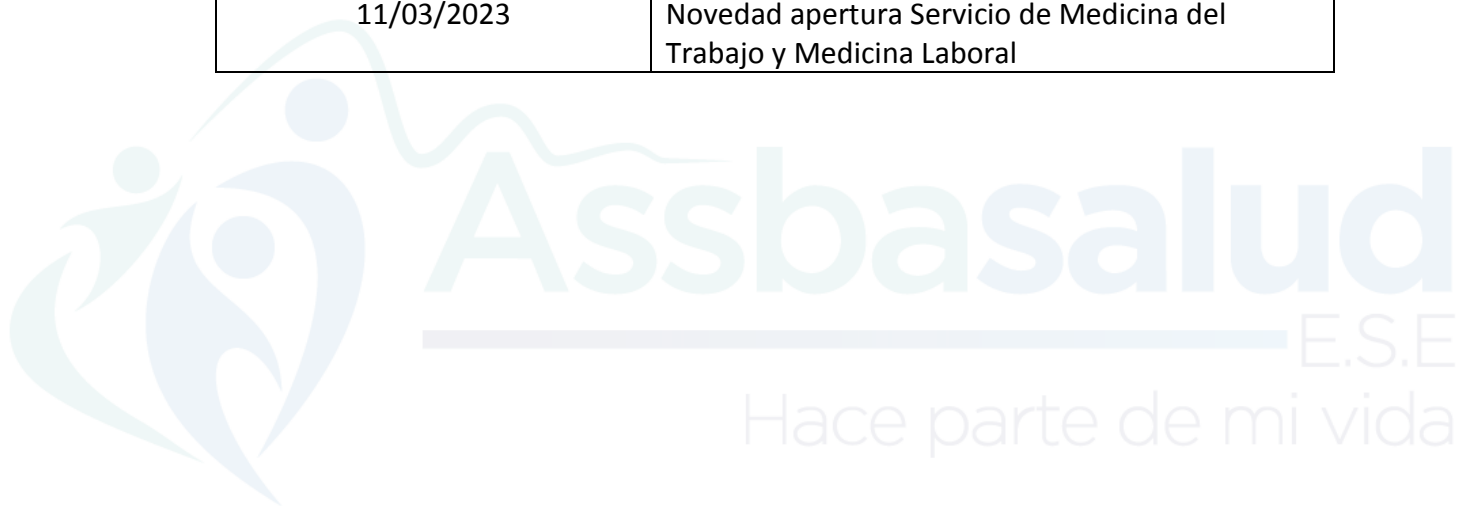 11/03/2023
Novedad apertura Servicio de Medicina del
Trabajo y Medicina Laboral
Assbasalud
E.S.E
Hace parte de mi vida